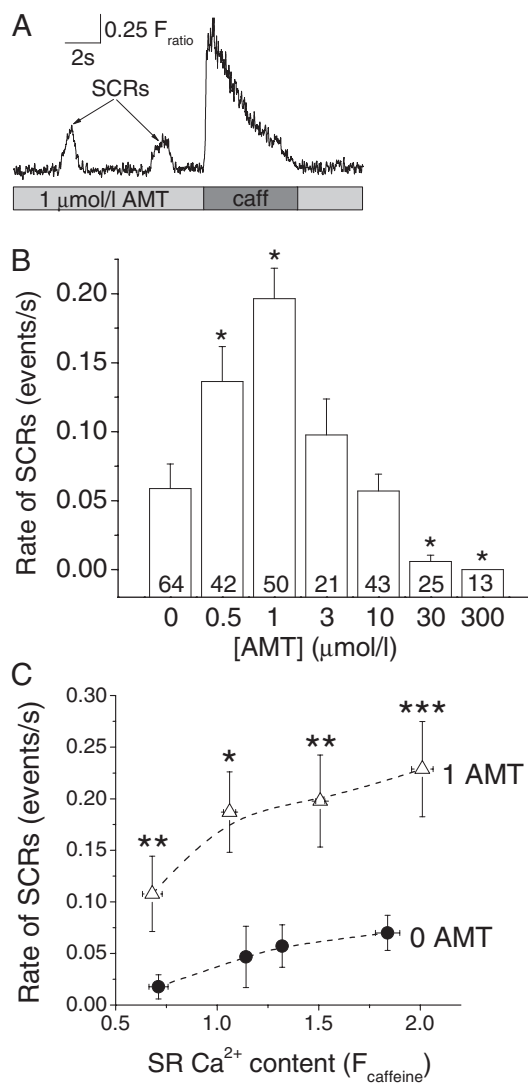 A
0.25 F_ratio
2s
SCRs
1 μmol/l AMT
caff
B
Rate of SCRs (events/s)
0.20
0.15
0.10
0.05
0.00
*
*
*
*
64 42 50 21 43 25 13
0 0.5 1 3 10 30 300
[AMT] (μmol/l)
C
Rate of SCRs (events/s)
0.30
0.25
0.20
0.15
0.10
0.05
0.00
**
*
**
***
1 AMT
0 AMT
0.5 1.0 1.5 2.0
SR Ca²⁺ content (F_caffeine)